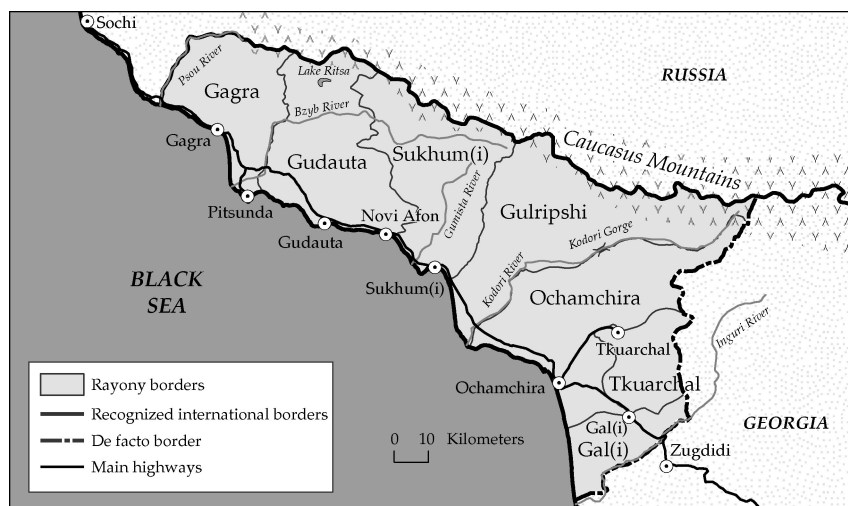 Sochi
RUSSIA
Psou River
Lake Ritsa
Gagra
Bzyb River
Caucasus Mountains
Gagra
Sukhum(i)
Gudauta
Gumista River
Gulripshi
Pitsunda
Novi Afon
Gudauta
Kodori Gorge
Kodori River
BLACK
SEA
Sukhum(i)
Ochamchira
Inguri River
Tkuarchal
Ochamchira
Tkuarchal
Gal(i)
GEORGIA
Gal(i)
Zugdidi
Rayony borders
Recognized international borders
De facto border
Main highways
0 10 Kilometers